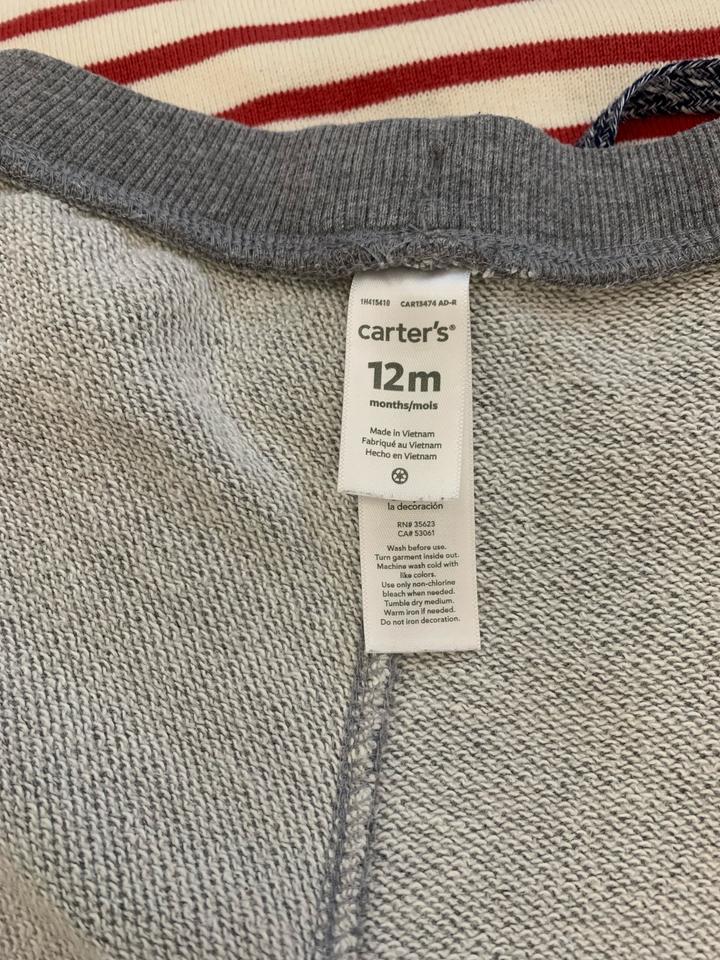 1H415410 CAR13474 AD-R
carter's®
12m
months/mois
Made in Vietnam
Fabriqué au Vietnam
Hecho en Vietnam
la decoración
RN# 35623
CA# 53061
Wash before use.
Turn garment inside out.
Machine wash cold with
like colors.
Use only non-chlorine
bleach when needed.
Tumble dry medium.
Warm iron if needed.
Do not iron decoration.